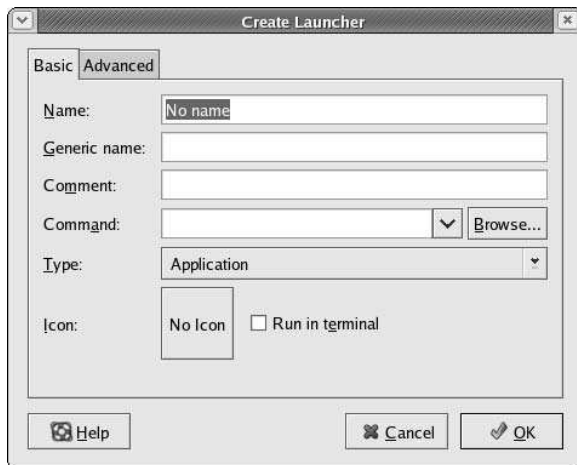 Create Launcher
Basic Advanced
Name: No name
Generic name:
Comment:
Command: Browse...
Type: Application
Icon: No Icon Run in terminal
Help Cancel OK